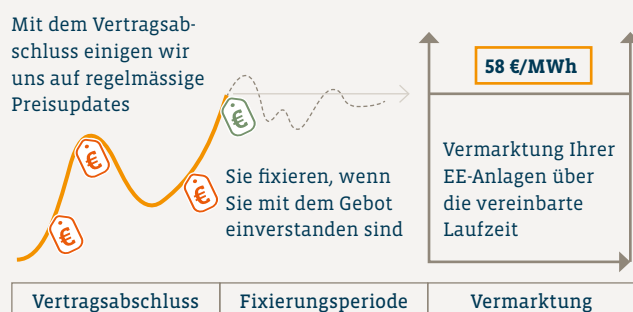 Mit dem Vertragsab-
schluss einigen wir
uns auf regelmässige
Preisupdates
€
€
€
€
Sie fixieren, wenn
Sie mit dem Gebot
einverstanden sind
58 €/MWh
Vermarktung Ihrer
EE-Anlagen über
die vereinbarte
Laufzeit
Vertragsabschluss
Fixierungsperiode
Vermarktung